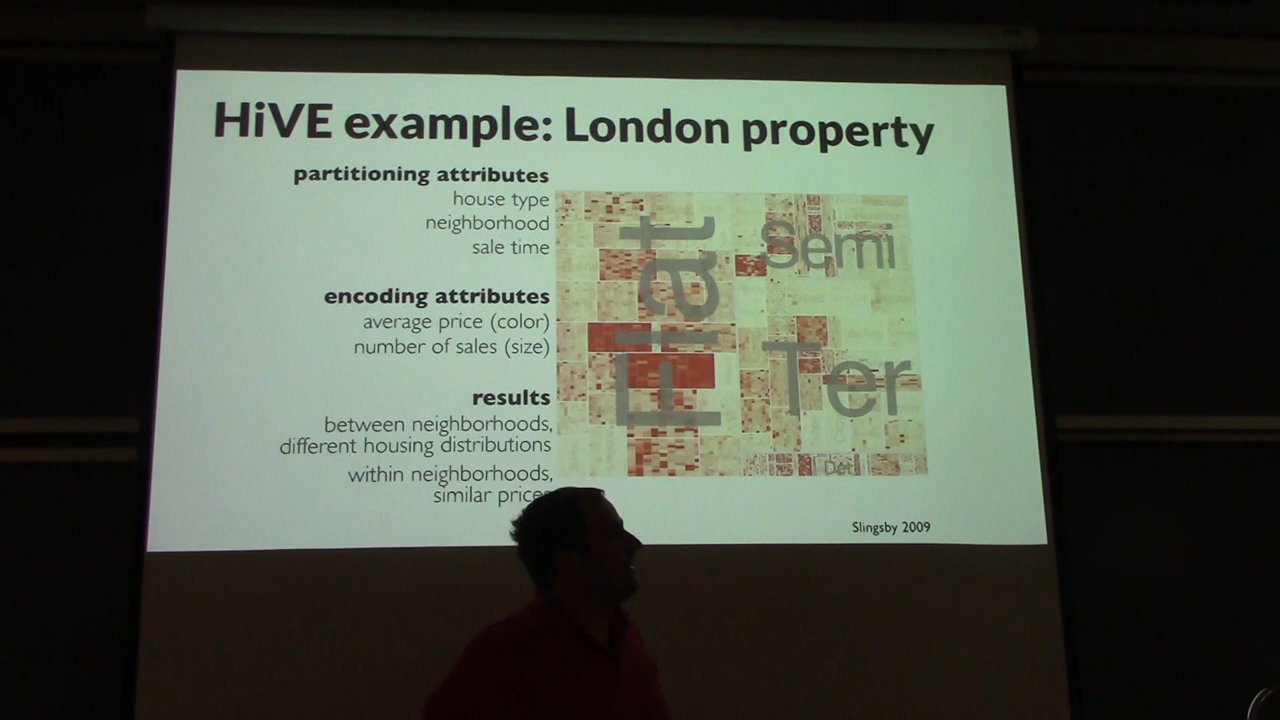 HiVE example: London property
partitioning attributes
house type
neighborhood
sale time
encoding attributes
average price (color)
number of sales (size)
results
between neighborhoods,
different housing distributions
within neighborhoods,
similar prices
Flat
Semi
Ter
Det
Slingsby 2009